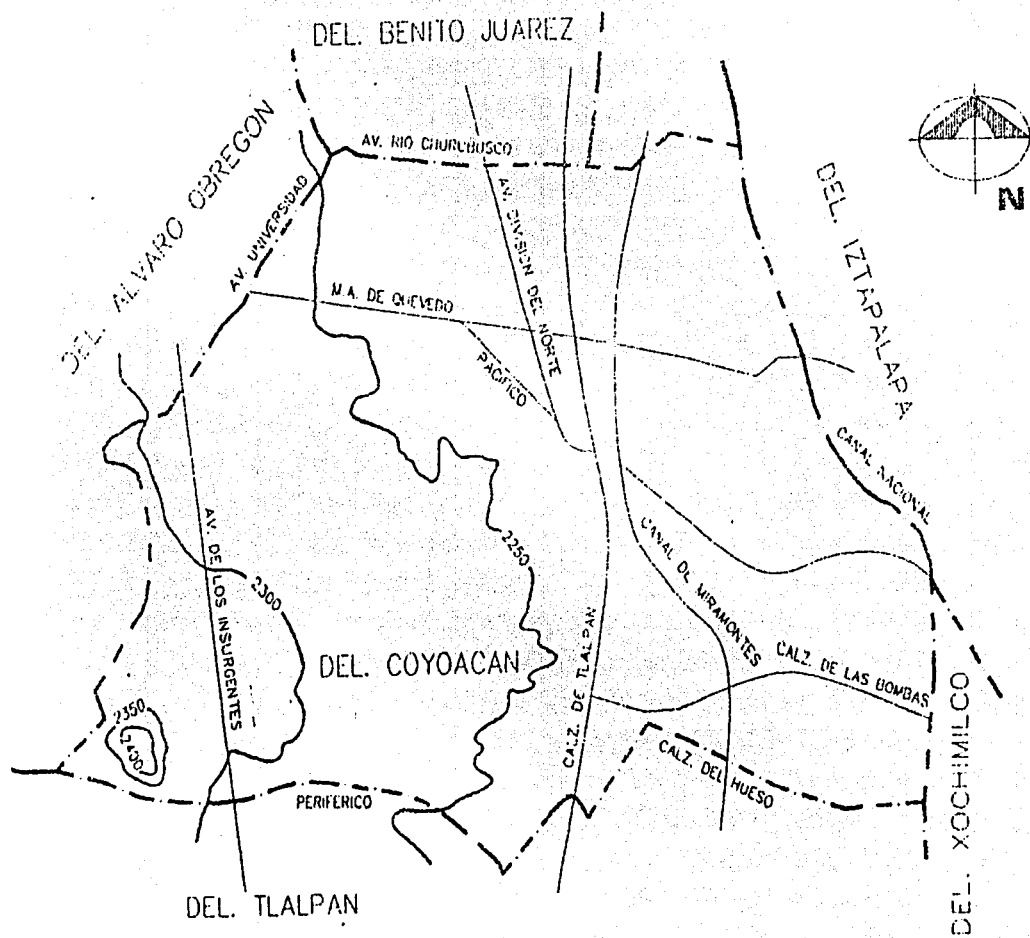 DEL. BENITO JUAREZ
DEL. ALVARO OBREGON
AV. RIO CHURUBUSCO
N
DEL. IZTAPALAPA
AV. UNIVERSIDAD
AV. DIVISION DEL NORTE
M.A. DE QUEVEDO
PACIFICO
CANAL NACIONAL
AV. DE LOS INSURGENTES
2250
2300
CANAL DE MIRAMONTES
DEL. COYOACAN
CALZ. DE TLALPAN
CALZ. DE LAS BOMBAS
2350
2400
CALZ. DEL HUESO
PERIFERICO
DEL. XOCHIMILCO
DEL. TLALPAN